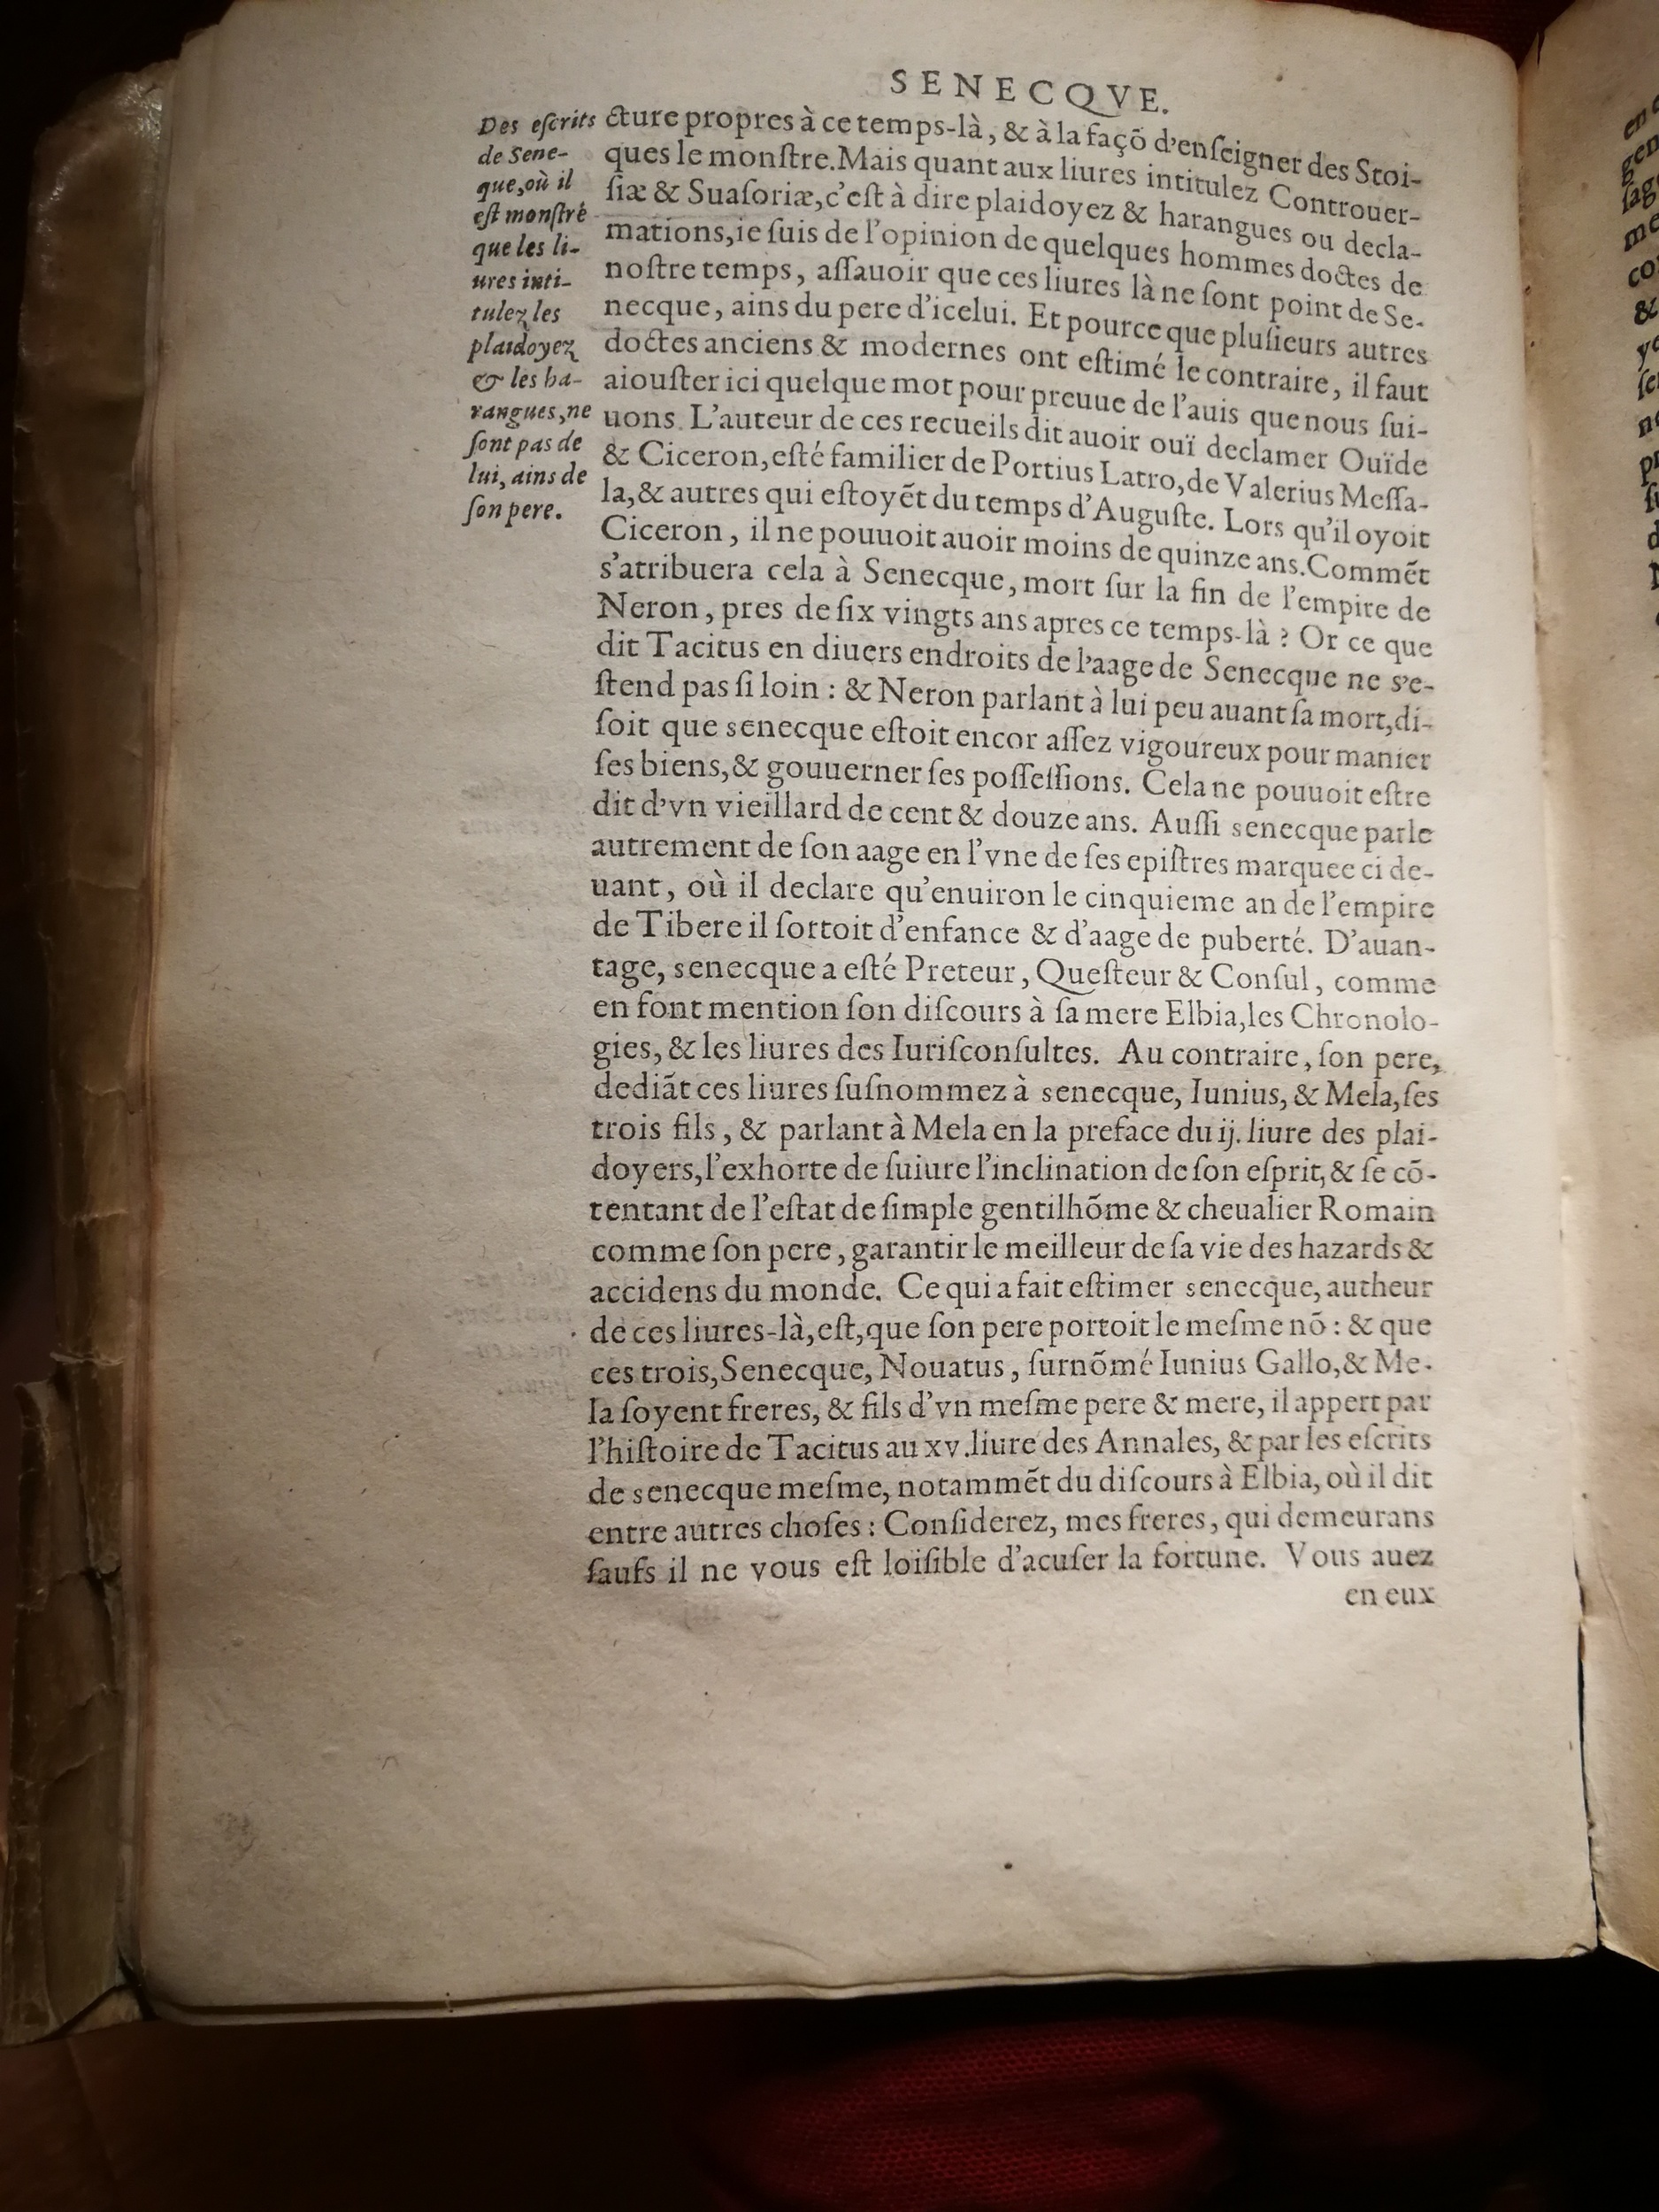 SENECQVE.
Des eſcrits
de Sene-
que, où il
eſt monſtré
que les li-
ures inti-
tulez les
plaidoyez
& les ha-
rangues, ne
ſont pas de
lui, ains de
ſon pere.
cture propres à ce temps-là, & à la façõ d'enſeigner des Stoi-
ques le monſtre. Mais quant aux liures intitulez Controuer-
ſiæ & Suaſoriæ, c'eſt à dire plaidoyez & harangues ou decla-
mations, ie ſuis de l'opinion de quelques hommes doctes de
noſtre temps, aſſauoir que ces liures là ne ſont point de Se-
necque, ains du pere d'icelui. Et pource que pluſieurs autres
doctes anciens & modernes ont eſtimé le contraire, il faut
aiouſter ici quelque mot pour preuue de l'auis que nous ſui-
uons. L'auteur de ces recueils dit auoir ouï declamer Ouïde
& Ciceron, eſté familier de Portius Latro, de Valerius Meſſa-
la, & autres qui eſtoyẽt du temps d'Auguſte. Lors qu'il oyoit
Ciceron, il ne pouuoit auoir moins de quinze ans. Commẽt
s'atribuera cela à Senecque, mort ſur la fin de l'empire de
Neron, pres de ſix vingts ans apres ce temps-là ? Or ce que
dit Tacitus en diuers endroits de l'aage de Senecque ne s'e-
ſtend pas ſi loin : & Neron parlant à lui peu auant ſa mort, di-
ſoit que senecque eſtoit encor aſſez vigoureux pour manier
ſes biens, & gouuerner ſes poſſeſſions. Cela ne pouuoit eſtre
dit d'vn vieillard de cent & douze ans. Auſſi senecque parle
autrement de ſon aage en l'vne de ſes epiſtres marquee ci de-
uant, où il declare qu'enuiron le cinquieme an de l'empire
de Tibere il ſortoit d'enfance & d'aage de puberté. D'auan-
tage, senecque a eſté Preteur, Queſteur & Conſul, comme
en font mention ſon diſcours à ſa mere Elbia, les Chronolo-
gies, & les liures des Iuriſconſultes. Au contraire, ſon pere,
dediãt ces liures ſuſnommez à senecque, Iunius, & Mela, ſes
trois fils, & parlant à Mela en la preface du ij. liure des plai-
doyers, l'exhorte de ſuiure l'inclination de ſon eſprit, & ſe cõ-
tentant de l'eſtat de ſimple gentilhõme & cheualier Romain
comme ſon pere, garantir le meilleur de ſa vie des hazards &
accidens du monde. Ce qui a fait eſtimer senecque, autheur
de ces liures-là, eſt, que ſon pere portoit le meſme nõ : & que
ces trois, Senecque, Nouatus, ſurnõmé Iunius Gallo, & Me-
la ſoyent freres, & fils d'vn meſme pere & mere, il appert par
l'hiſtoire de Tacitus au xv. liure des Annales, & par les eſcrits
de senecque meſme, notammẽt du diſcours à Elbia, où il dit
entre autres choſes : Conſiderez, mes freres, qui demeurans
ſaufs il ne vous eſt loiſible d'acuſer la fortune. Vous auez
en eux